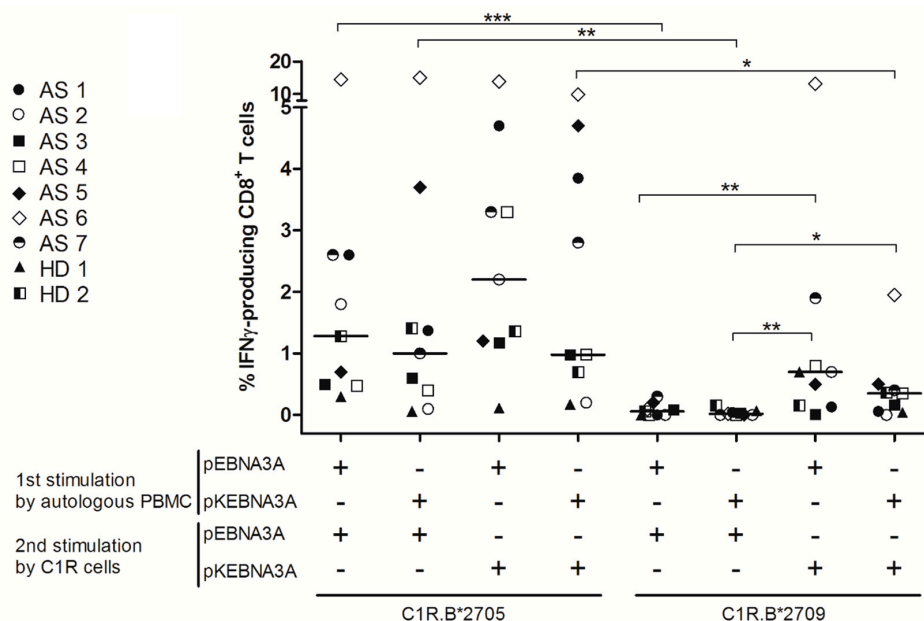 ***
**
*
**
*
**
AS 1
AS 2
AS 3
AS 4
AS 5
AS 6
AS 7
HD 1
HD 2
% IFNγ-producing CD8+ T cells
20
10
5
4
3
2
1
0
1st stimulation
by autologous PBMC
pEBNA3A + - + - + - + -
pKEBNA3A - + - + - + - +
2nd stimulation
by C1R cells
pEBNA3A + + - - + + - -
pKEBNA3A - - + + - - + +
C1R.B*2705 C1R.B*2709